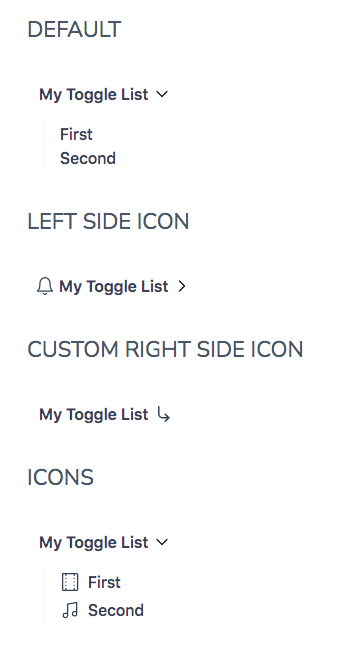 DEFAULT
My Toggle List
First
Second
LEFT SIDE ICON
My Toggle List
CUSTOM RIGHT SIDE ICON
My Toggle List
ICONS
My Toggle List
First
Second